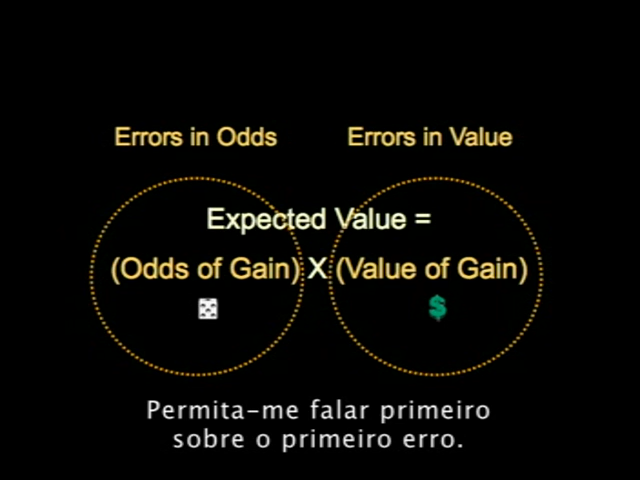 Errors in Odds Errors in Value
Expected Value =
(Odds of Gain) X (Value of Gain)
$
Permita-me falar primeiro
sobre o primeiro erro.